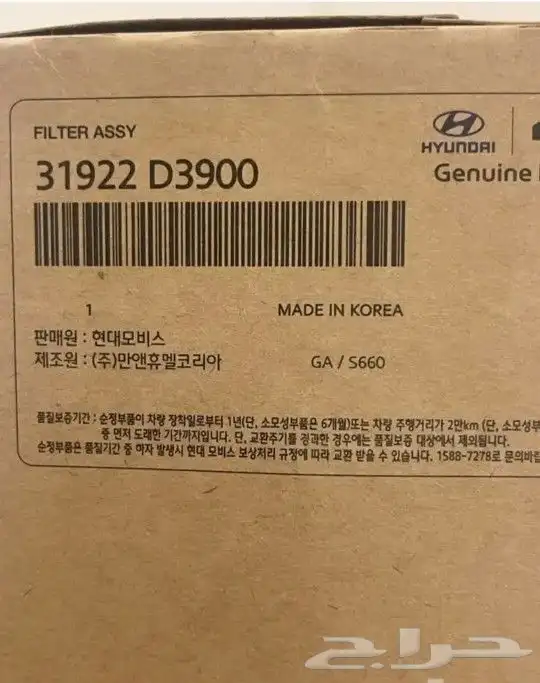 FILTER ASSY
HYUNDAI
31922 D3900
Genuine
1
MADE IN KOREA
판매원 : 현대모비스
제조원 : (주)만앤휴멜코리아
GA / S660
품질보증기간 : 순정부품이 차량 장착일로부터 1년(단, 소모성부품은 6개월)또는 차량 주행거리가 2만km (단, 소모성부
중 먼저 도래한 기간까지입니다. 단, 교환주기를 경과한 경우에는 품질보증 대상에서 제외됩니다.
순정부품은 품질기간 중 하자 발생시 현대 모비스 보상처리 규정에 따라 교환 받을 수 있습니다. 1588-7278로 문의바랍
حراج